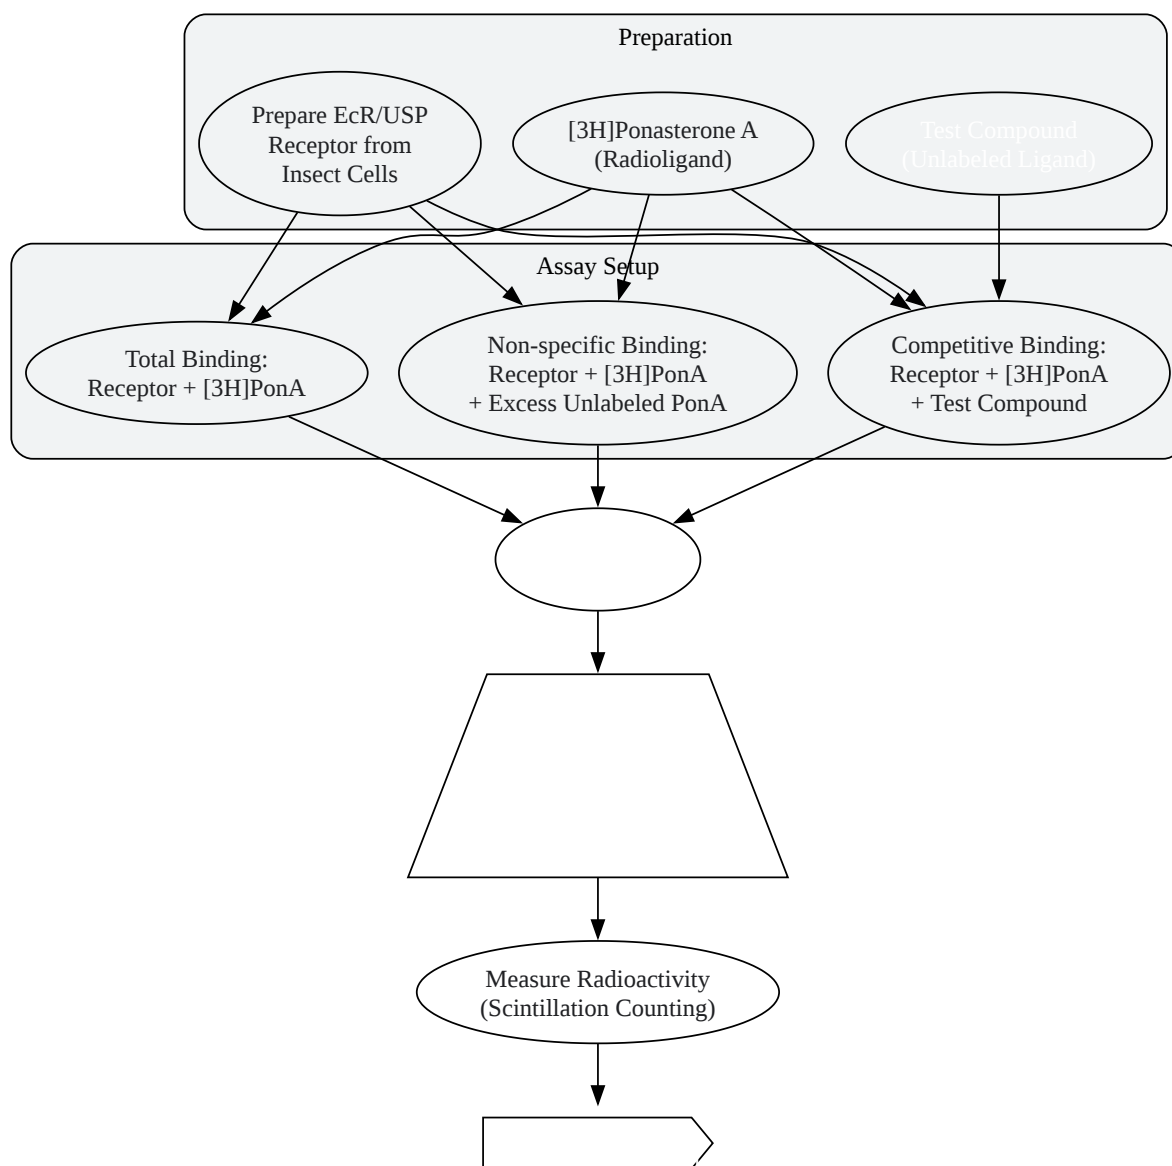 Preparation
Prepare EcR/USP
Receptor from
Insect Cells
[3H]Ponasterone A
(Radioligand)
Test Compound
(Unlabeled Ligand)
Assay Setup
Total Binding:
Receptor + [3H]PonA
Non-specific Binding:
Receptor + [3H]PonA
+ Excess Unlabeled PonA
Competitive Binding:
Receptor + [3H]PonA
+ Test Compound
Measure Radioactivity
(Scintillation Counting)